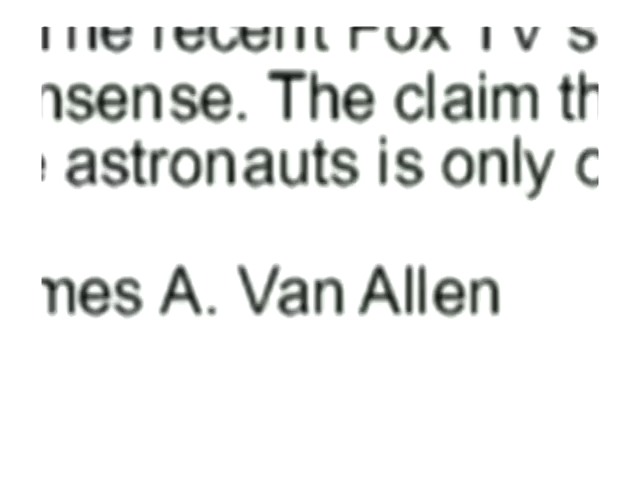 The recent Fox TV s
nsense. The claim th
astronauts is only
mes A. Van Allen